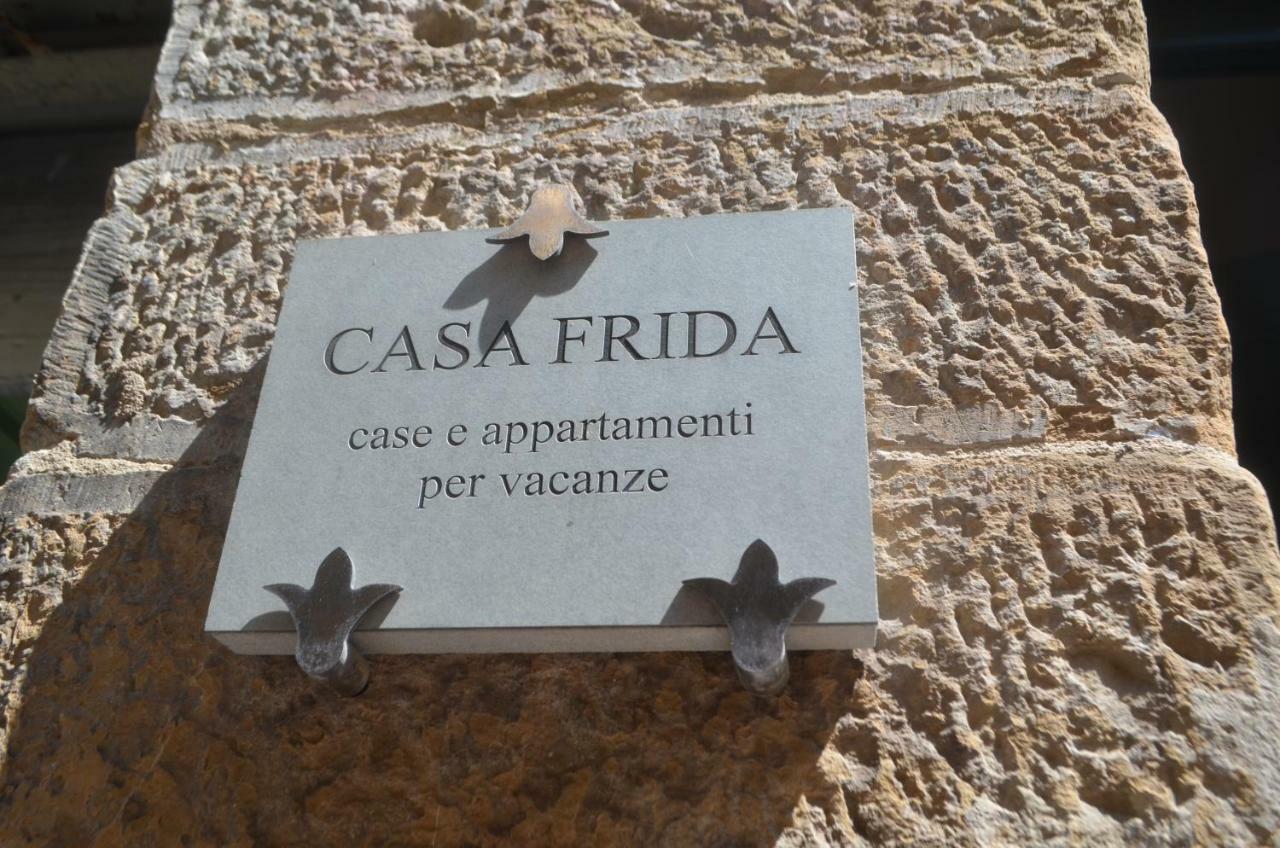 CASA FRIDA
case e appartamenti
per vacanze